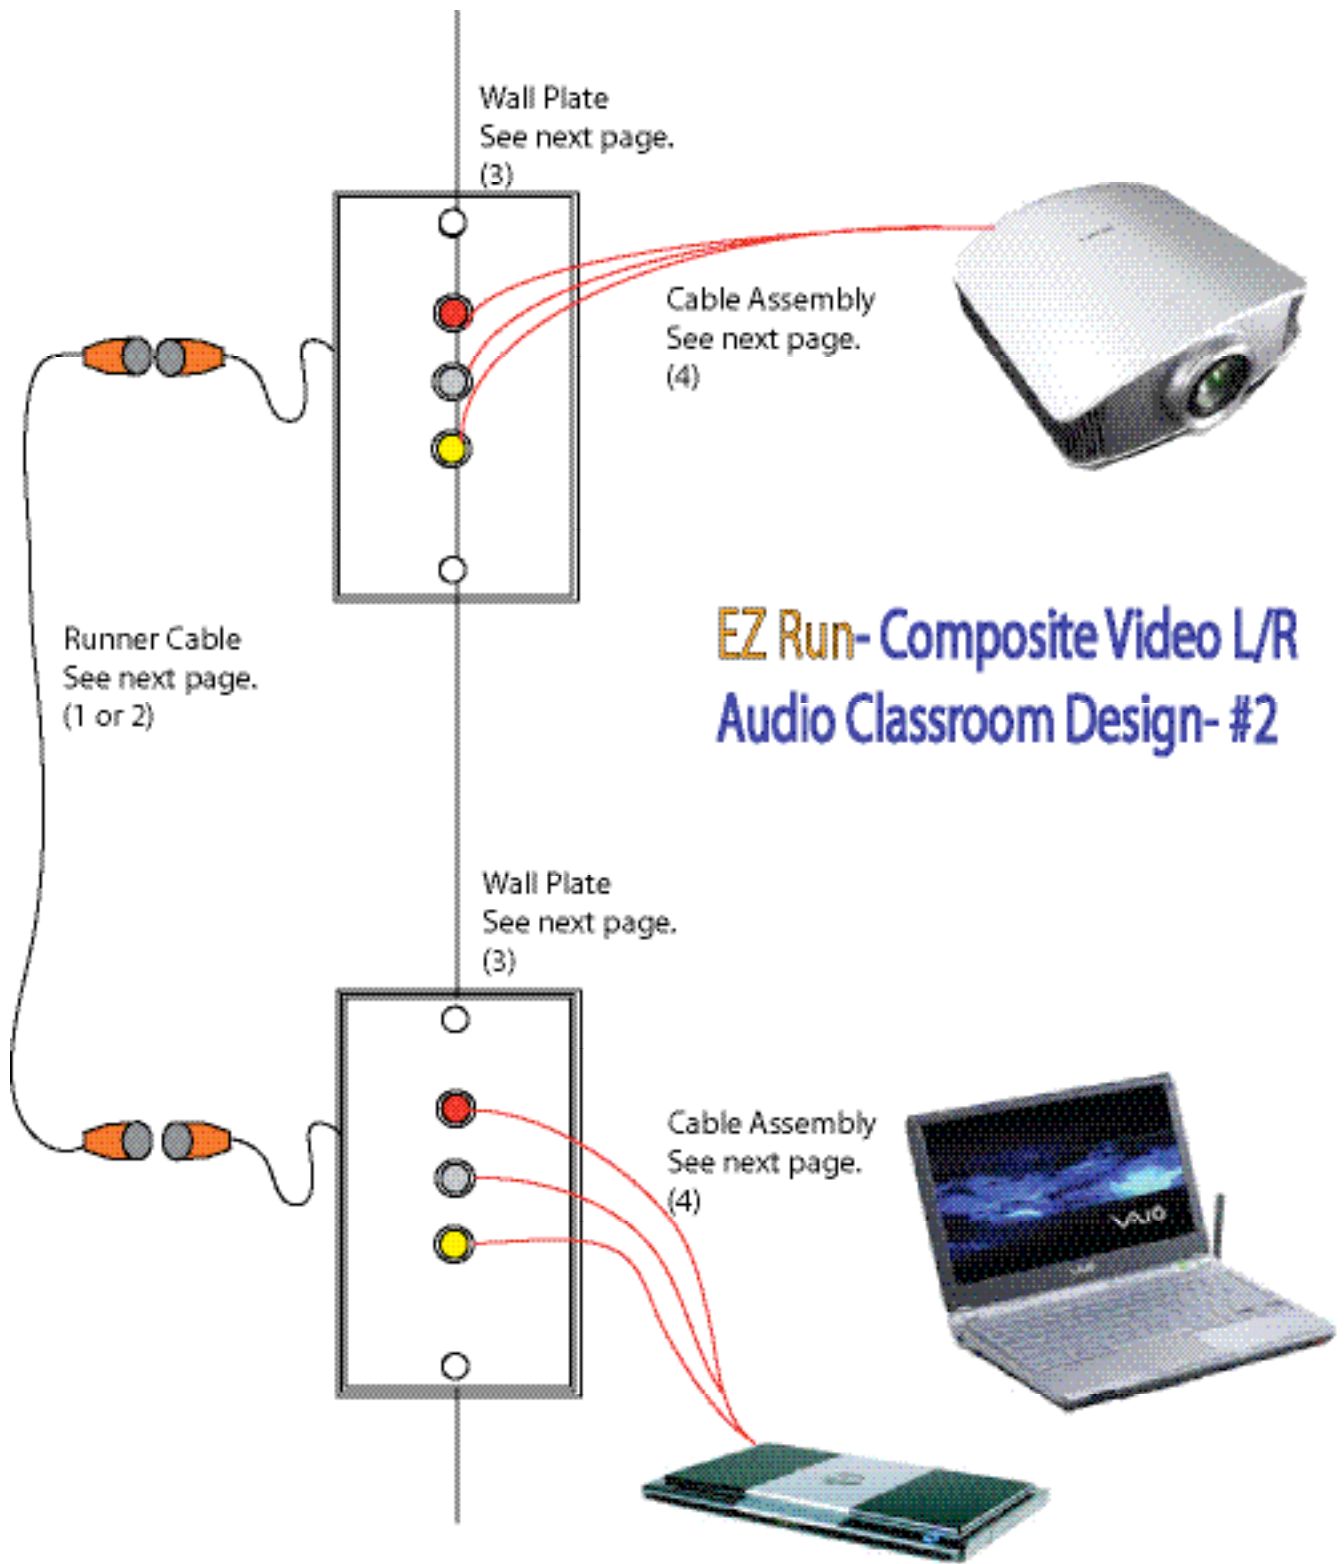 Wall Plate
See next page.
(3)
Cable Assembly
See next page.
(4)
Runner Cable
See next page.
(1 or 2)
EZ Run- Composite Video L/R
Audio Classroom Design- #2
Wall Plate
See next page.
(3)
Cable Assembly
See next page.
(4)
VAIO